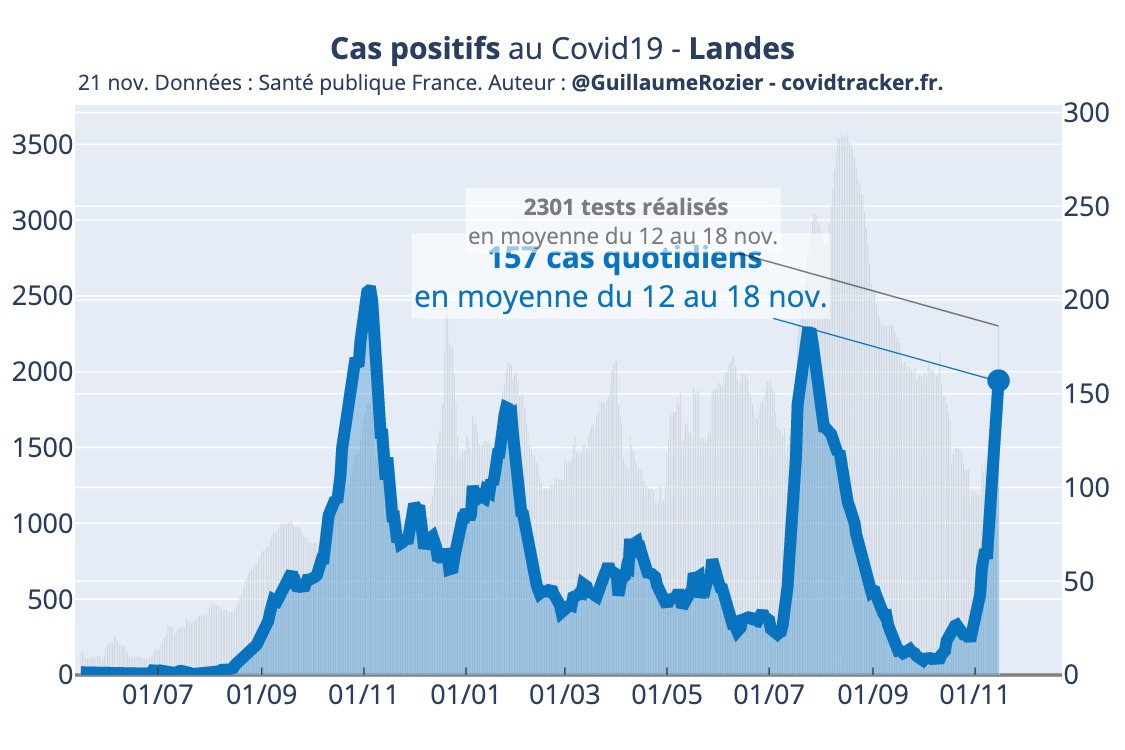 Cas positifs au Covid19 - Landes
21 nov. Données : Santé publique France. Auteur : @GuillaumeRozier - covidtracker.fr.
300
3500
250
2301 tests réalisés
3000
en moyenne du 12 au 18 nov.
157 cas quotidiens
2500
en moyenne du 12 au 18 nov.
200
2000
150
1500
100
1000
50
500
0
0
01/07 01/09 01/11 01/01 01/03 01/05 01/07 01/09 01/11